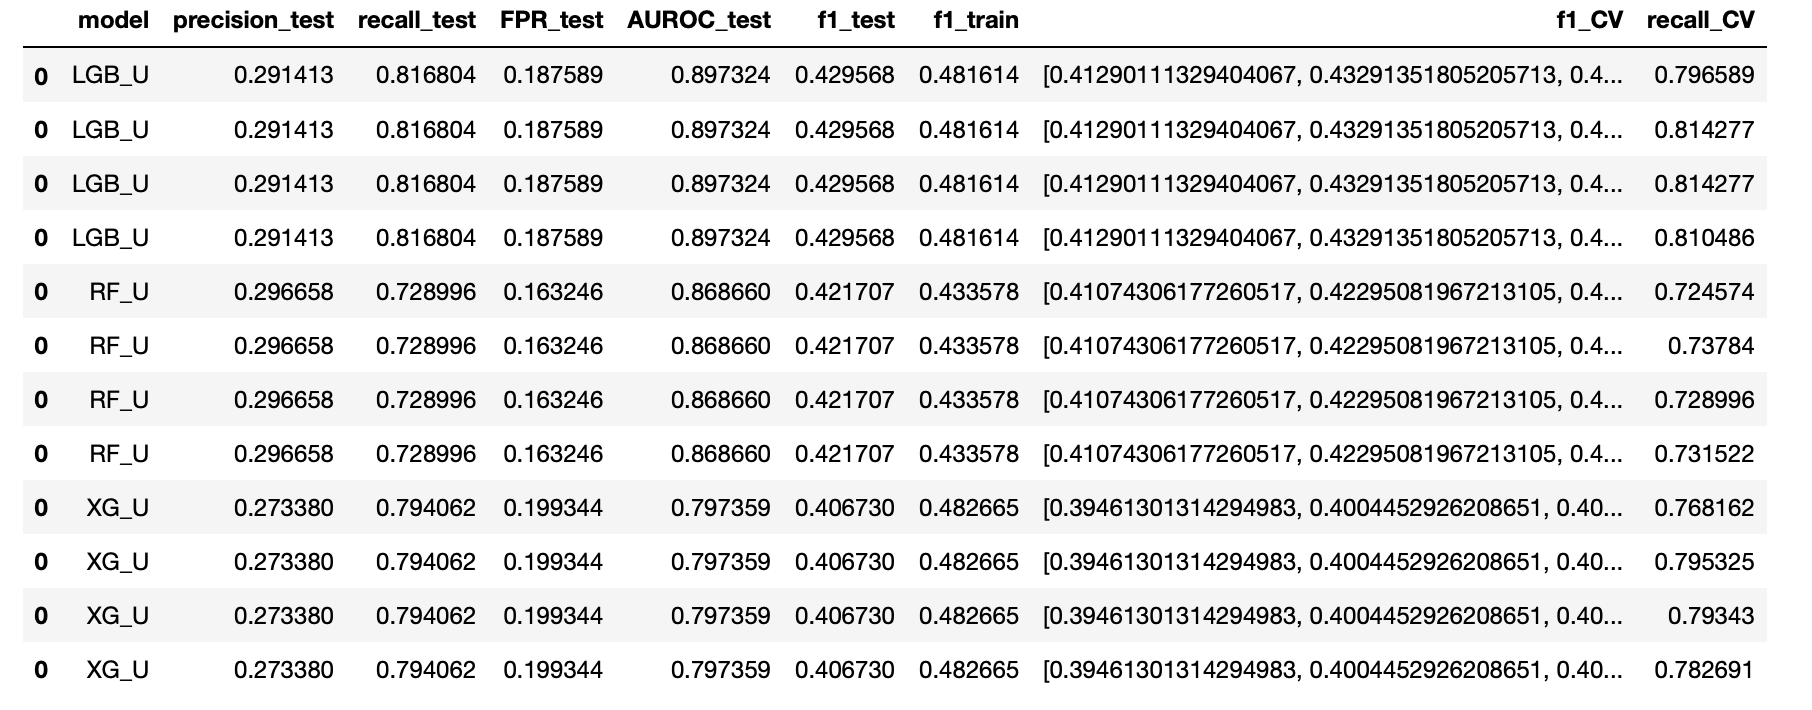 model precision_test recall_test FPR_test AUROC_test f1_test f1_train f1_CV recall_CV
0 LGB_U 0.291413 0.816804 0.187589 0.897324 0.429568 0.481614 [0.41290111329404067, 0.43291351805205713, 0.4... 0.796589
0 LGB_U 0.291413 0.816804 0.187589 0.897324 0.429568 0.481614 [0.41290111329404067, 0.43291351805205713, 0.4... 0.814277
0 LGB_U 0.291413 0.816804 0.187589 0.897324 0.429568 0.481614 [0.41290111329404067, 0.43291351805205713, 0.4... 0.814277
0 LGB_U 0.291413 0.816804 0.187589 0.897324 0.429568 0.481614 [0.41290111329404067, 0.43291351805205713, 0.4... 0.810486
0 RF_U 0.296658 0.728996 0.163246 0.868660 0.421707 0.433578 [0.41074306177260517, 0.42295081967213105, 0.4... 0.724574
0 RF_U 0.296658 0.728996 0.163246 0.868660 0.421707 0.433578 [0.41074306177260517, 0.42295081967213105, 0.4... 0.73784
0 RF_U 0.296658 0.728996 0.163246 0.868660 0.421707 0.433578 [0.41074306177260517, 0.42295081967213105, 0.4... 0.728996
0 RF_U 0.296658 0.728996 0.163246 0.868660 0.421707 0.433578 [0.41074306177260517, 0.42295081967213105, 0.4... 0.731522
0 XG_U 0.273380 0.794062 0.199344 0.797359 0.406730 0.482665 [0.39461301314294983, 0.4004452926208651, 0.40... 0.768162
0 XG_U 0.273380 0.794062 0.199344 0.797359 0.406730 0.482665 [0.39461301314294983, 0.4004452926208651, 0.40... 0.795325
0 XG_U 0.273380 0.794062 0.199344 0.797359 0.406730 0.482665 [0.39461301314294983, 0.4004452926208651, 0.40... 0.79343
0 XG_U 0.273380 0.794062 0.199344 0.797359 0.406730 0.482665 [0.39461301314294983, 0.4004452926208651, 0.40... 0.782691